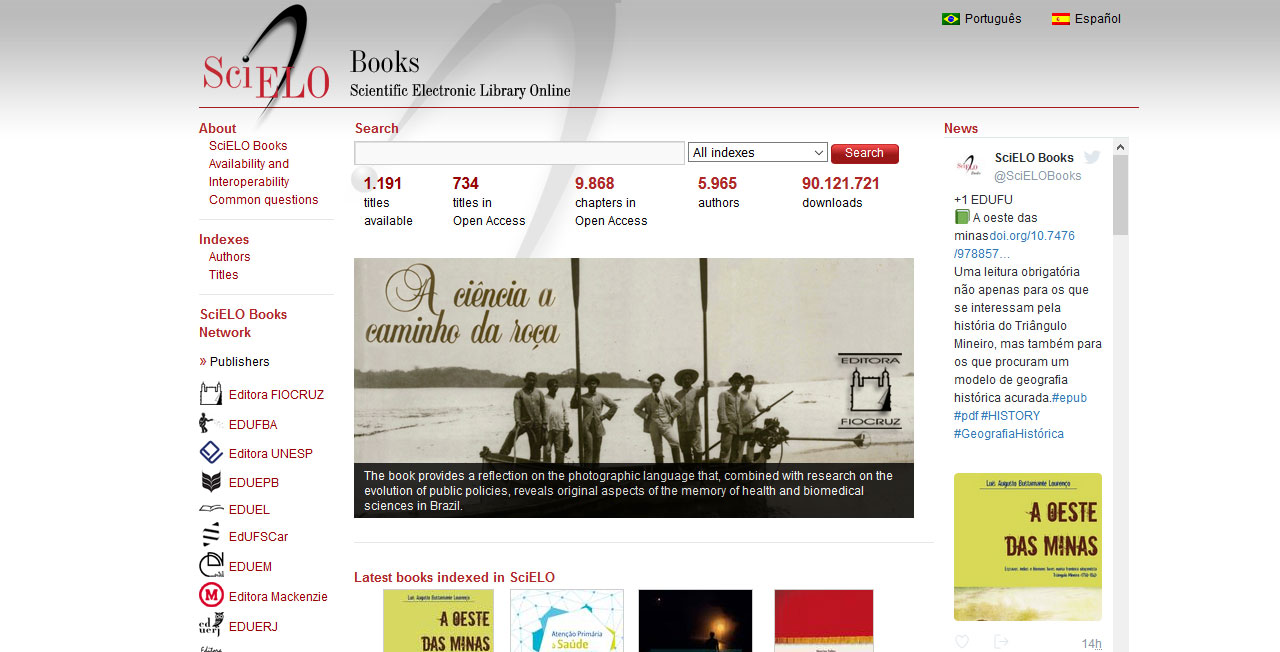 Português
Español
SciELO
Books
Scientific Electronic Library Online
About
SciELO Books
Availability and
Interoperability
Common questions
Indexes
Authors
Titles
SciELO Books
Network
» Publishers
Editora FIOCRUZ
EDUFBA
Editora UNESP
EDUEPB
EDUEL
EdUFSCar
EDUEM
Editora Mackenzie
EDUERJ
Search
All indexes
Search
1.191
titles
available
734
titles in
Open Access
9.868
chapters in
Open Access
5.965
authors
90.121.721
downloads
A ciência a
caminho da roça
EDITORA
FIOCRUZ
The book provides a reflection on the photographic language that, combined with research on the
evolution of public policies, reveals original aspects of the memory of health and biomedical
sciences in Brazil.
Latest books indexed in SciELO
Luís Augusto Bustamante Lourenço
A OESTE
DAS MINAS
Atenção Primária
à Saúde
News
SciELO Books
@SciELOBooks
+1 EDUFU
A oeste das
minasdoi.org/10.7476
/978857…
Uma leitura obrigatória
não apenas para os que
se interessam pela
história do Triângulo
Mineiro, mas também para
os que procuram um
modelo de geografia
histórica acurada.#epub
#pdf #HISTORY
#GeografiaHistórica
Luís Augusto Bustamante Lourenço
A OESTE
DAS MINAS
14h